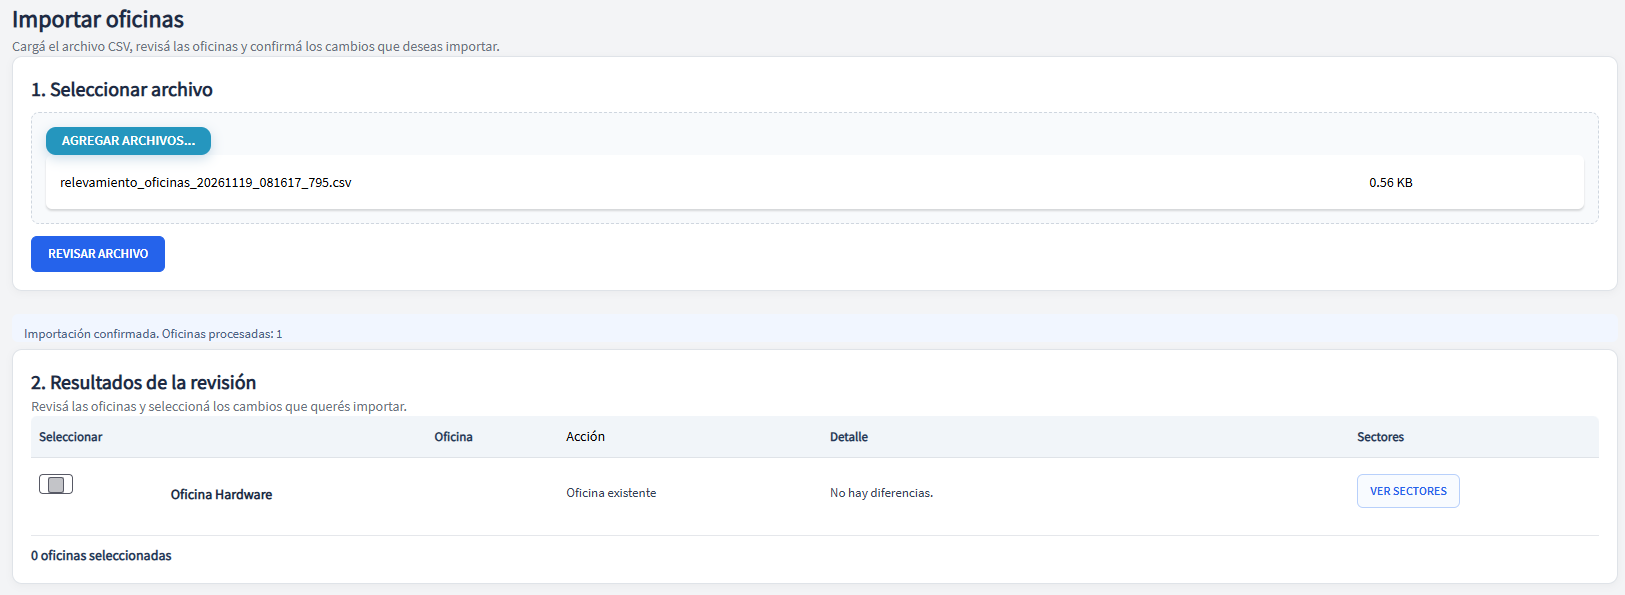 Importar oficinas
Cargá el archivo CSV, revisá las oficinas y confirmá los cambios que deseas importar.
1. Seleccionar archivo
AGREGAR ARCHIVOS...
relevamiento_oficinas_20261119_081617_795.csv 0.56 KB
REVISAR ARCHIVO
Importación confirmada. Oficinas procesadas: 1
2. Resultados de la revisión
Revisá las oficinas y seleccioná los cambios que querés importar.
Seleccionar Oficina Acción Detalle Sectores
Oficina Hardware Oficina existente No hay diferencias. VER SECTORES
0 oficinas seleccionadas